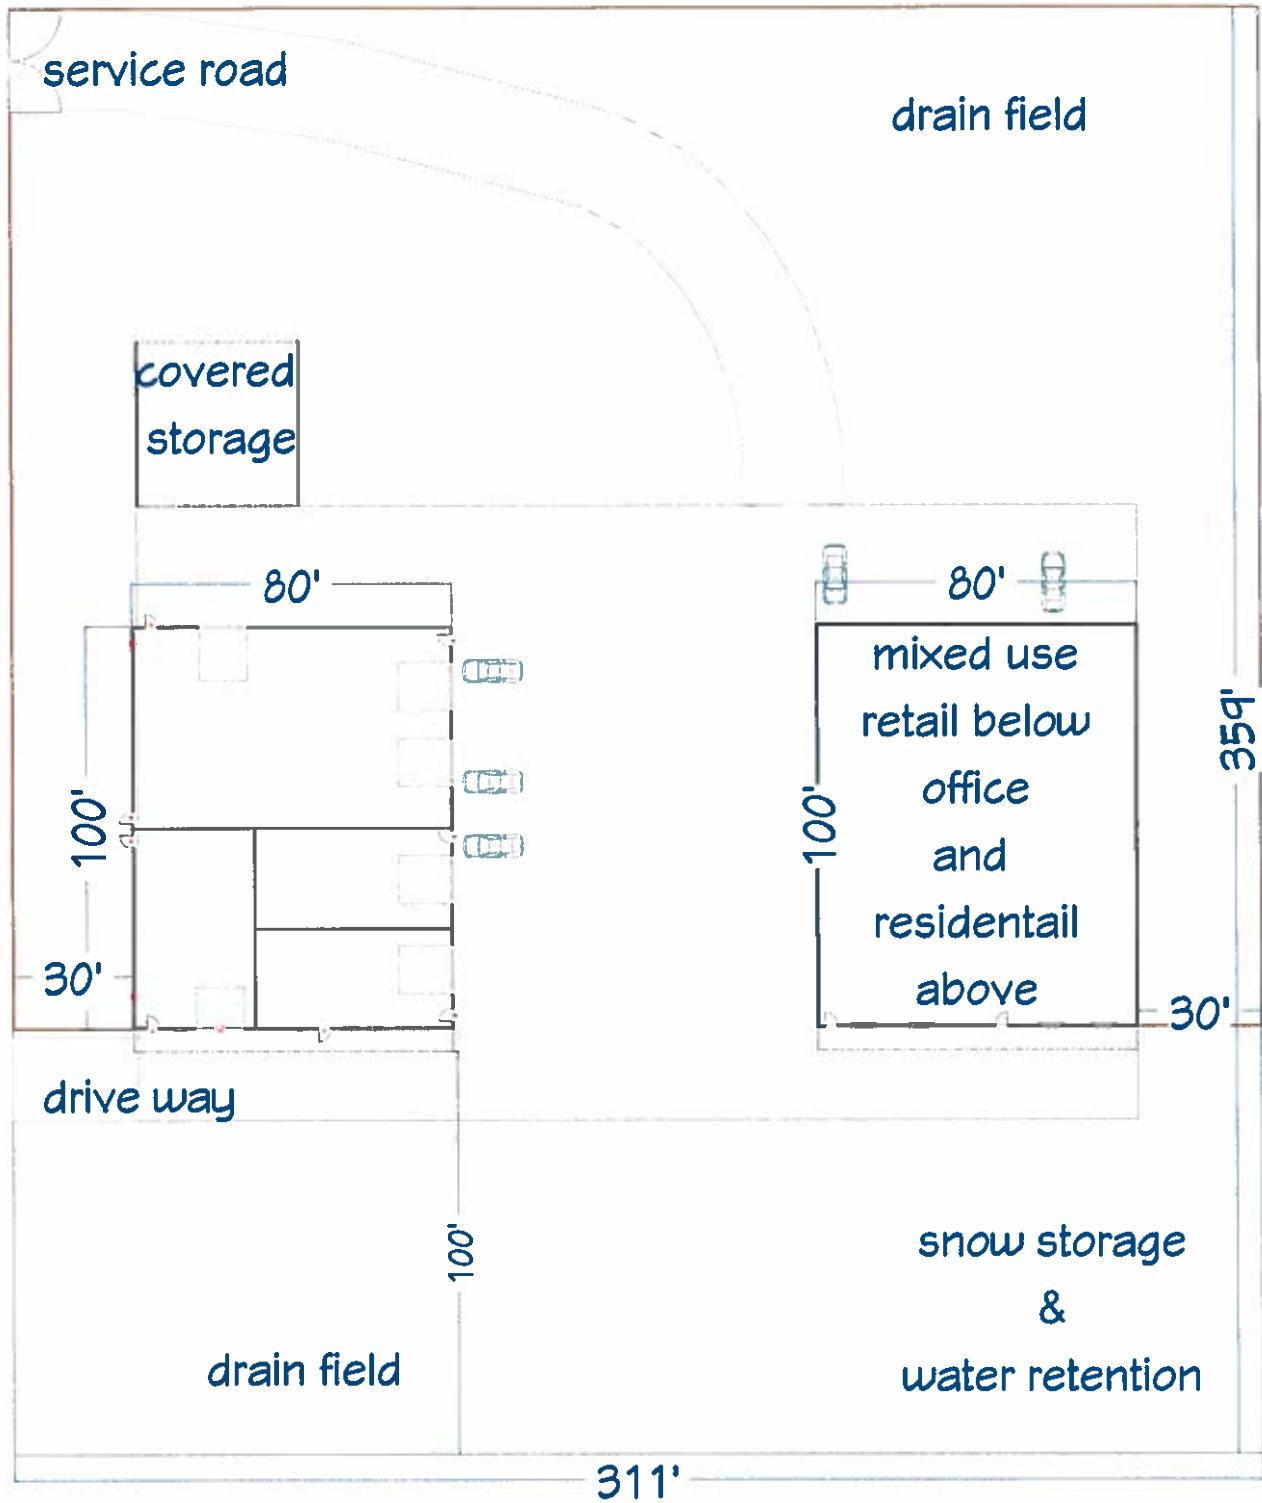 service road
drain field
covered
storage
80'
80'
mixed use
retail below
office
and
residentail
above
359'
100'
100'
30'
30'
drive way
100'
snow storage
&
water retention
drain field
311'